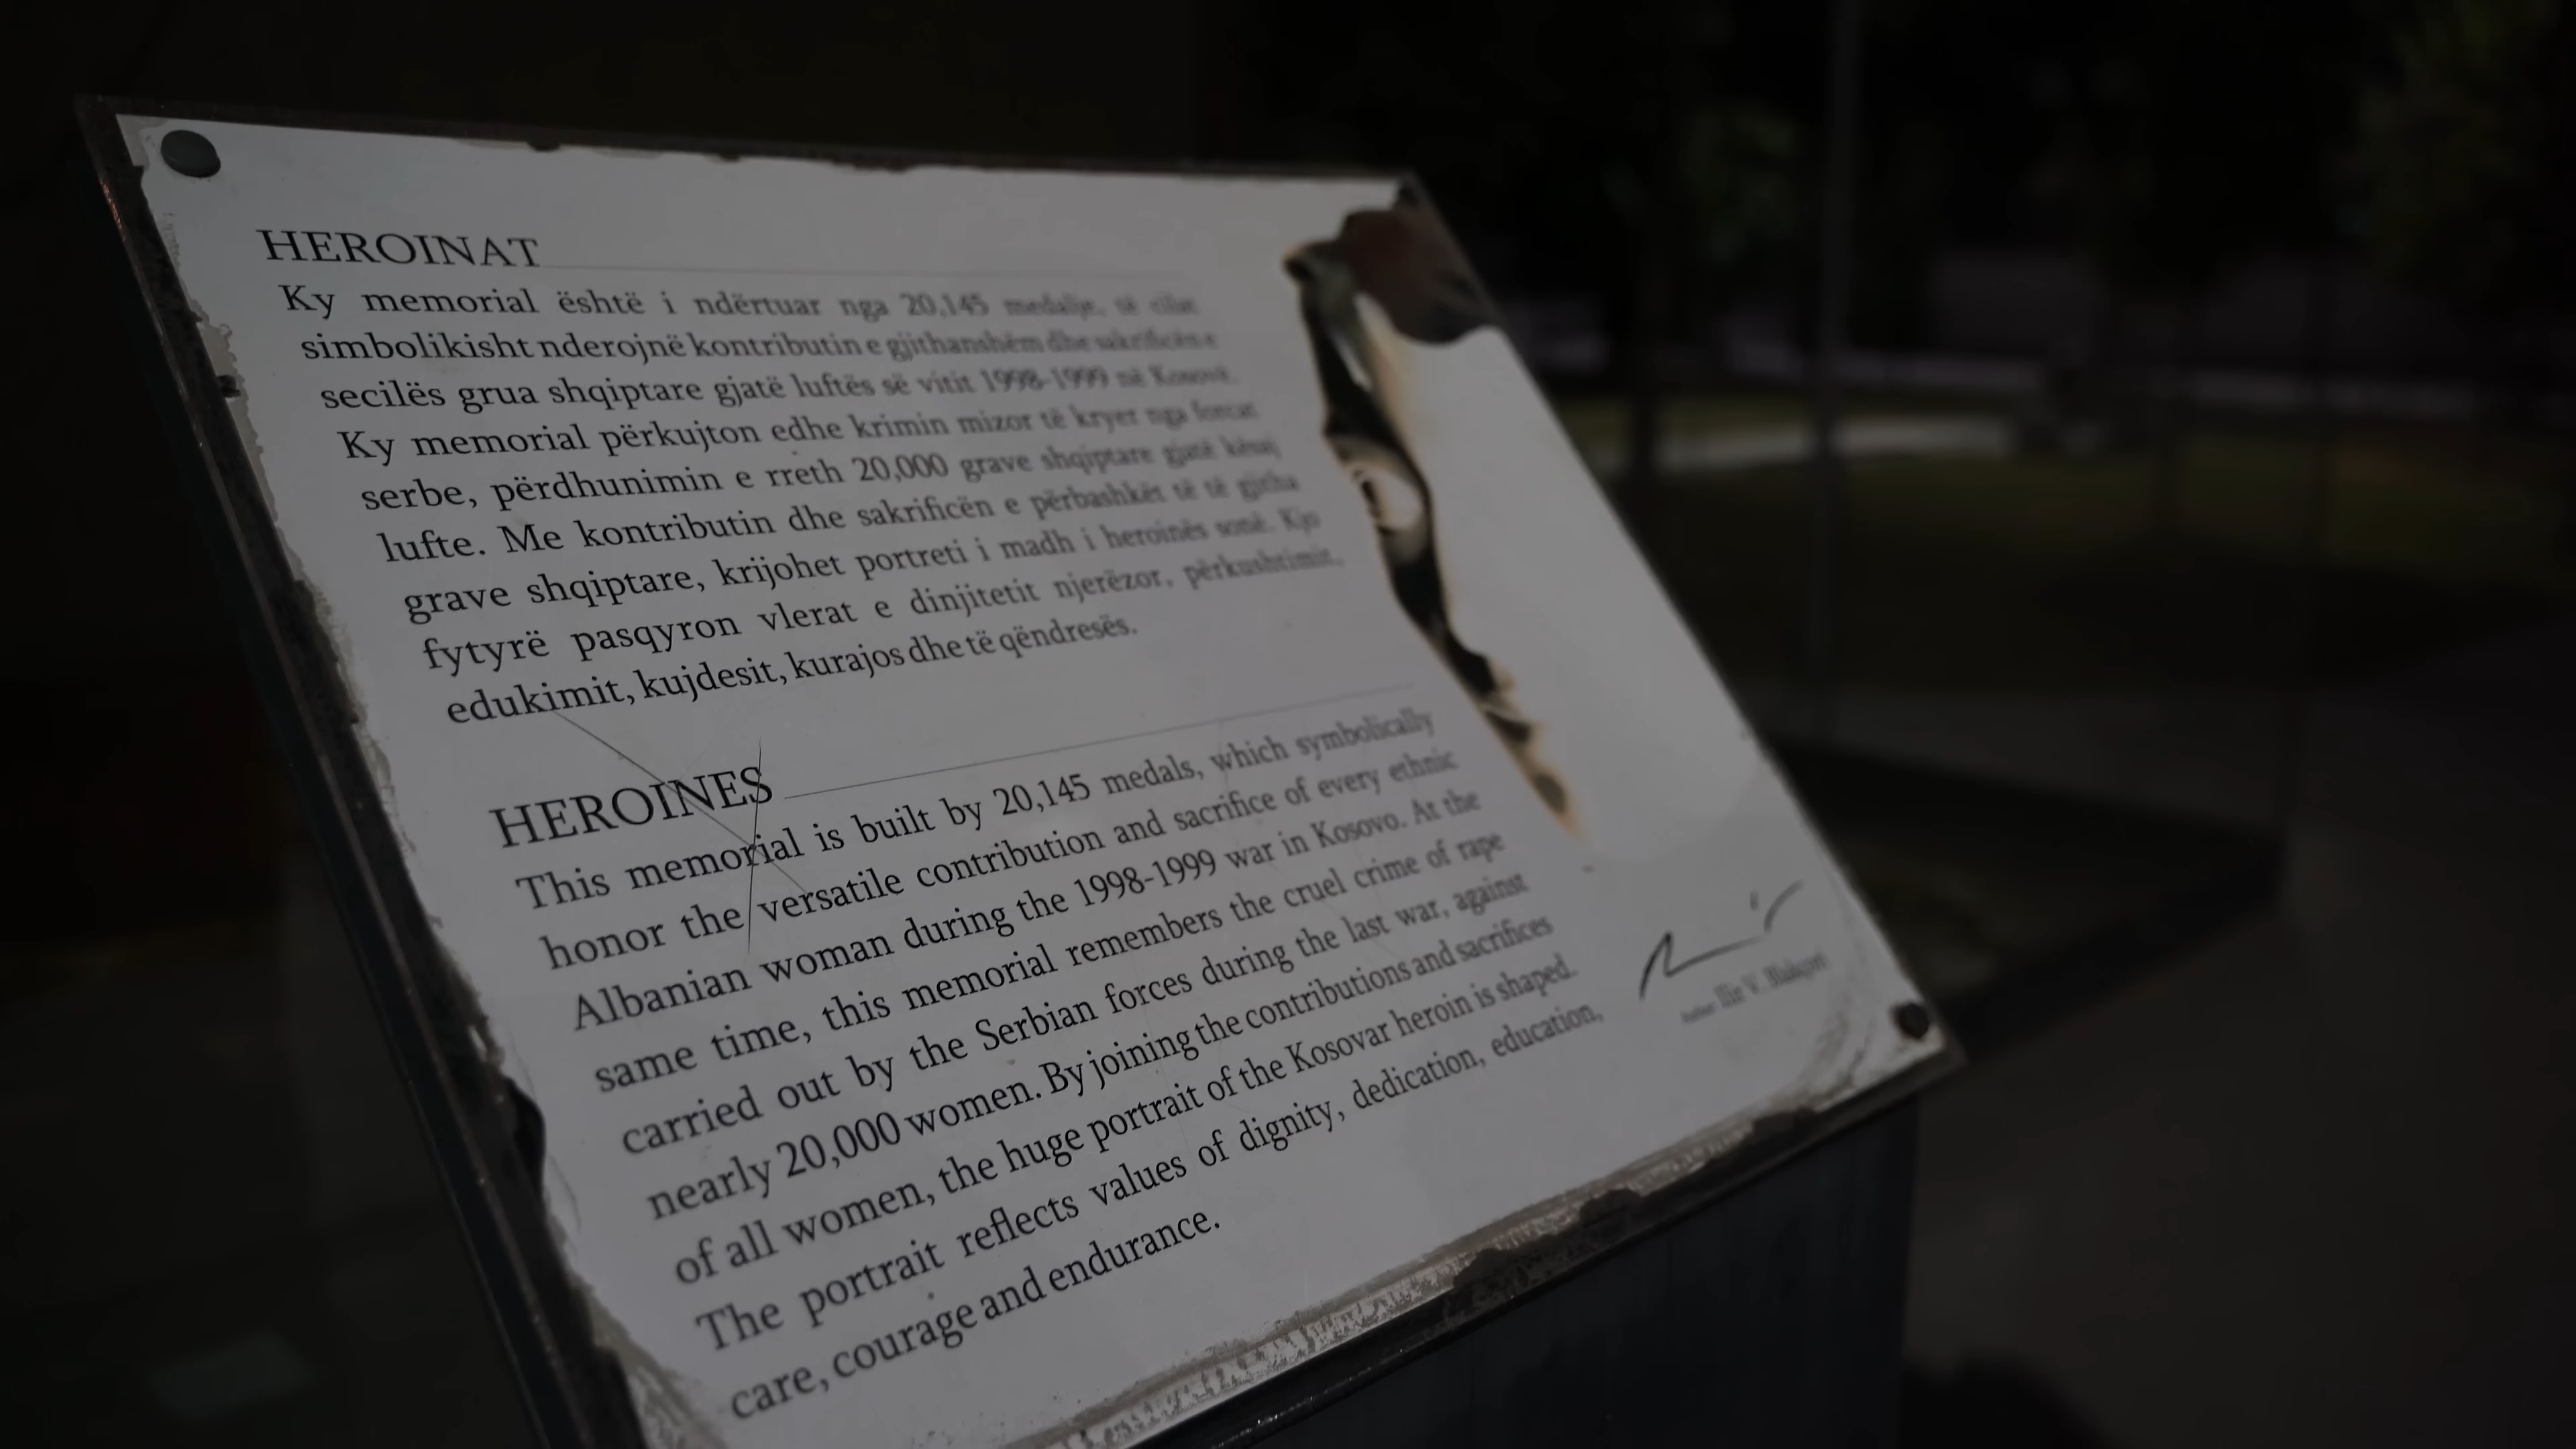 HEROINAT
Ky memorial është i ndërtuar nga 20,145 medalje, të cilat
simbolikisht nderojnë kontributin e gjithanshëm dhe sakrificën e
secilës grua shqiptare gjatë luftës së vitit 1998-1999 në Kosovë.
Ky memorial përkujton edhe krimin mizor të kryer nga forcat
serbe, përdhunimin e rreth 20,000 grave shqiptare gjatë kësaj
lufte. Me kontributin dhe sakrificën e përbashkët të të gjitha
grave shqiptare, krijohet portreti i madh i heroinës sonë. Kjo
fytyrë pasqyron vlerat e dinjitetit njerëzor, përkushtimit,
edukimit, kujdesit, kurajos dhe të qëndresës.
HEROINES
This memorial is built by 20,145 medals, which symbolically
honor the versatile contribution and sacrifice of every ethnic
Albanian woman during the 1998-1999 war in Kosovo. At the
same time, this memorial remembers the cruel crime of rape
carried out by the Serbian forces during the last war, against
nearly 20,000 women. By joining the contributions and sacrifices
of all women, the huge portrait of the Kosovar heroin is shaped.
The portrait reflects values of dignity, dedication, education,
care, courage and endurance.
Ilir V. Blakçori